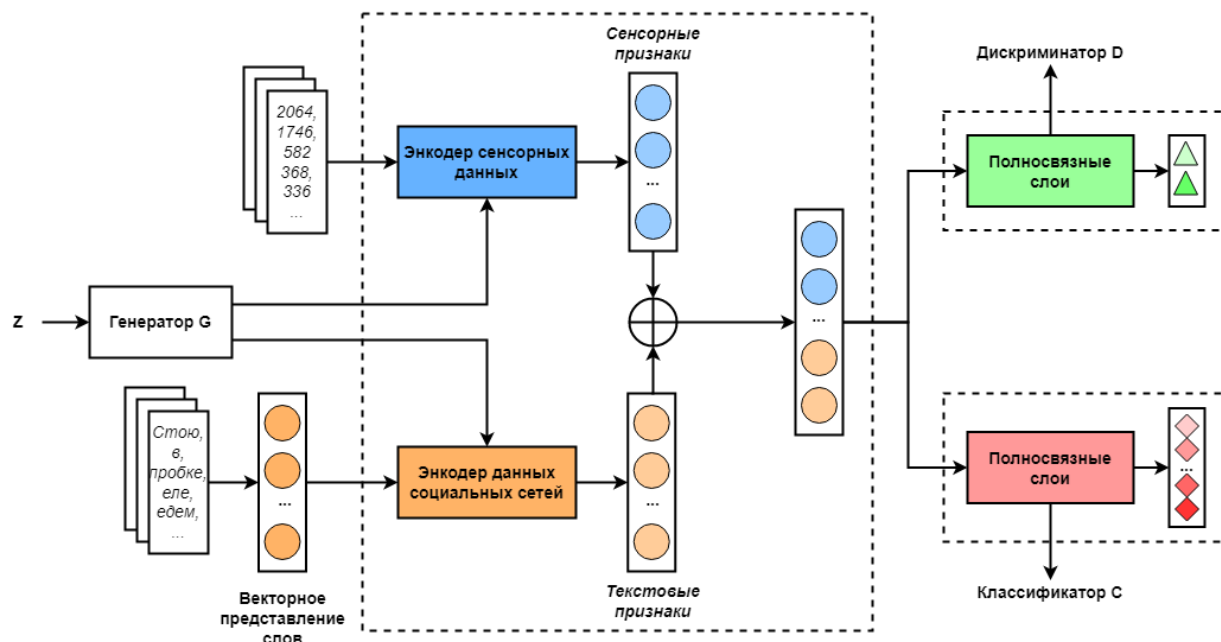 Сенсорные
признаки
Дискриминатор D
2064,
1746,
582
368,
336
...
Энкодер сенсорных
данных
...
Полносвязные
слои
Z
Генератор G
...
Стою,
в,
пробке,
еле,
едем,
...
...
Энкодер данных
социальных сетей
...
Полносвязные
слои
...
Векторное
представление
слов
Текстовые
признаки
Классификатор C